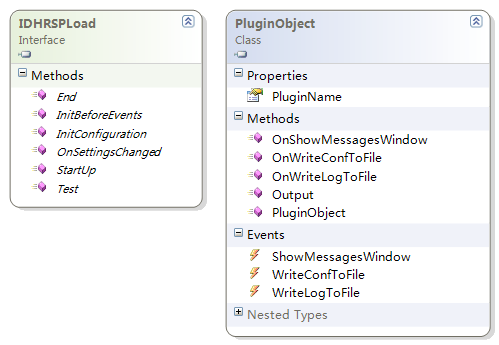 IDHRSPLoad
Interface
Methods
End
InitBeforeEvents
InitConfiguration
OnSettingsChanged
StartUp
Test
PluginObject
Class
Properties
PluginName
Methods
OnShowMessagesWindow
OnWriteConfToFile
OnWriteLogToFile
Output
PluginObject
Events
ShowMessagesWindow
WriteConfToFile
WriteLogToFile
Nested Types